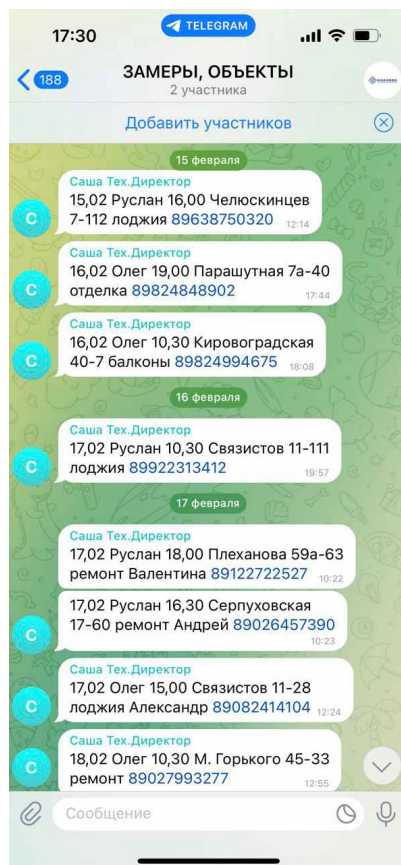 17:30
TELEGRAM
188
ЗАМЕРЫ, ОБЪЕКТЫ
2 участника
Добавить участников
15 февраля
Саша Тех.Директор
15,02 Руслан 16,00 Челюскинцев
7-112 лоджия 89638750320 12:14
С
Саша Тех.Директор
16,02 Олег 19,00 Парашутная 7а-40
отделка 89824848902 17:44
С
Саша Тех.Директор
16,02 Олег 10,30 Кировоградская
40-7 балконы 89824994675 18:08
С
16 февраля
Саша Тех.Директор
17,02 Руслан 10,30 Связистов 11-111
лоджия 89922313412 19:57
С
17 февраля
Саша Тех.Директор
17,02 Руслан 18,00 Плеханова 59а-63
ремонт Валентина 89122722527 10:22
17,02 Руслан 16,30 Серпуховская
17-60 ремонт Андрей 89026457390
10:23
С
Саша Тех.Директор
17,02 Олег 15,00 Связистов 11-28
лоджия Александр 89082414104 12:24
С
Саша Тех.Директор
18,02 Олег 10,30 М. Горького 45-33
ремонт 89027993277 12:55
С
Сообщение